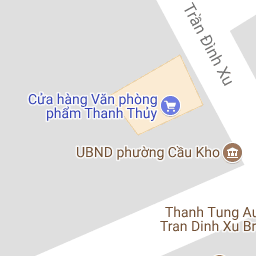 Trần Đình Xu
Cửa hàng Văn phòng
phẩm Thanh Thủy
UBND phường Cầu Kho
Thanh Tung Au
Tran Dinh Xu Br